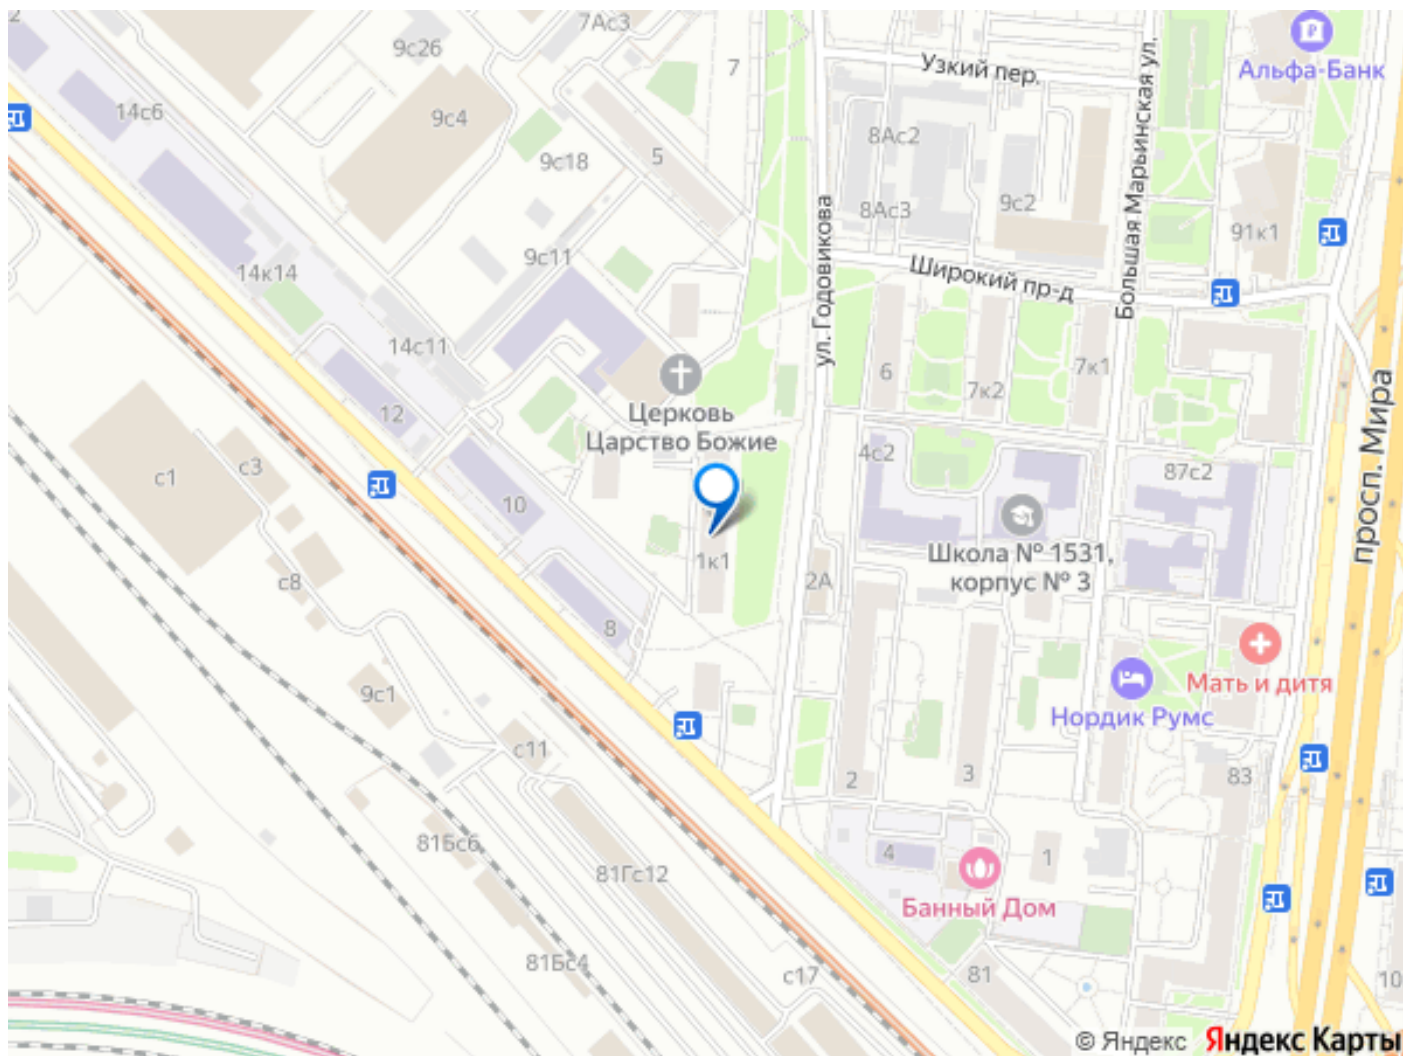 2
7Ас3
9с26
7
Узкий пер.
Альфа-Банк
14с6
9с4
8Ас2
9с18
5
Большая Марьинская ул.
8Ас3
9с2
91к1
ул. Годовикова
9с11
14к14
Широкий пр-д
14с11
6
7к2
7к1
12
Церковь
Царство Божие
просп. Мира
4с2
87с2
с1
с3
10
Школа № 1531,
корпус № 3
1к1
2А
с8
8
9с1
Мать и дитя
Нордик Румс
с11
2
3
83
81Бс6
81Гс12
4
1
Банный Дом
81Бс4
с17
81
10
© Яндекс Яндекс Карты